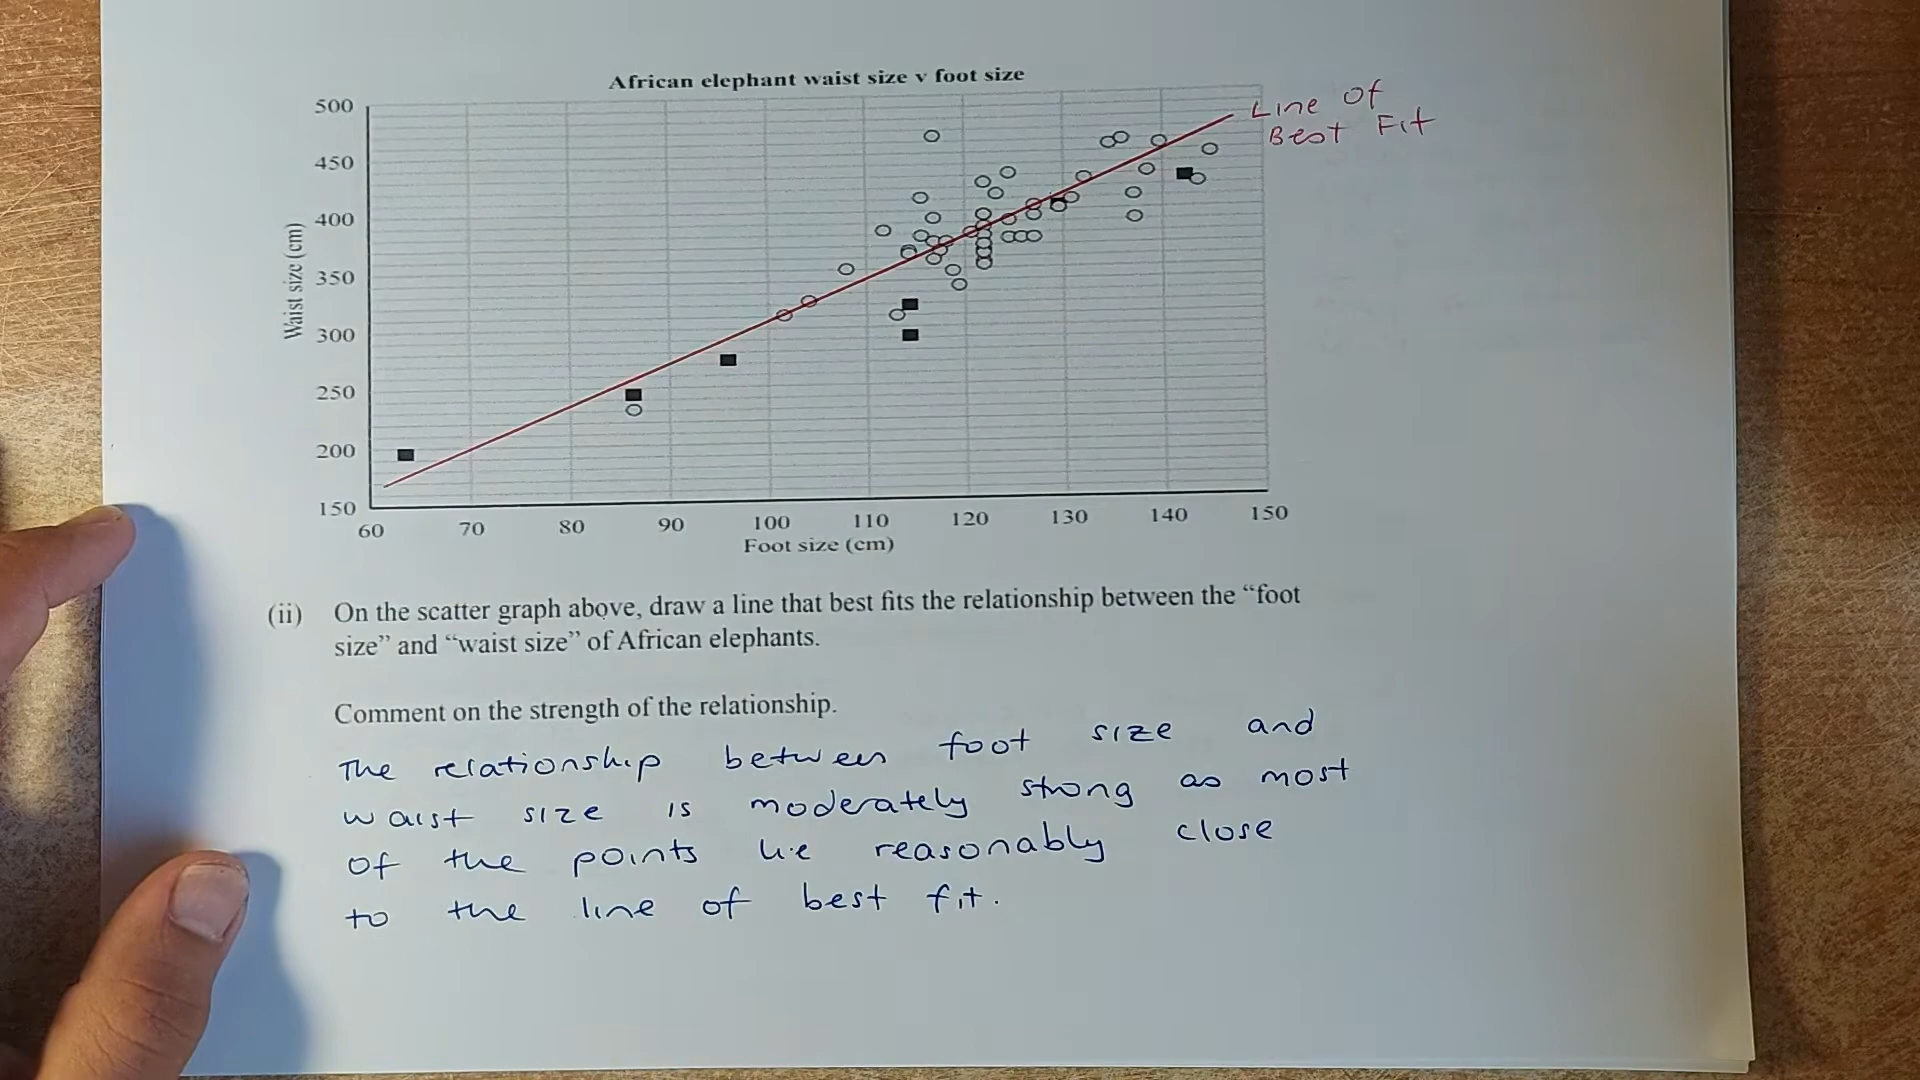 African elephant waist size v foot size
Line of
Best Fit
500
450
400
350
300
250
200
150
Waist size (cm)
60 70 80 90 100 110 120 130 140 150
Foot size (cm)
(ii) On the scatter graph above, draw a line that best fits the relationship between the “foot
size” and “waist size” of African elephants.
Comment on the strength of the relationship.
The relationship between foot size and
waist size is moderately strong as most
of the points lie reasonably close
to the line of best fit.